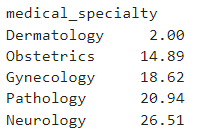 medical_specialty
Dermatology 2.00
Obstetrics 14.89
Gynecology 18.62
Pathology 20.94
Neurology 26.51